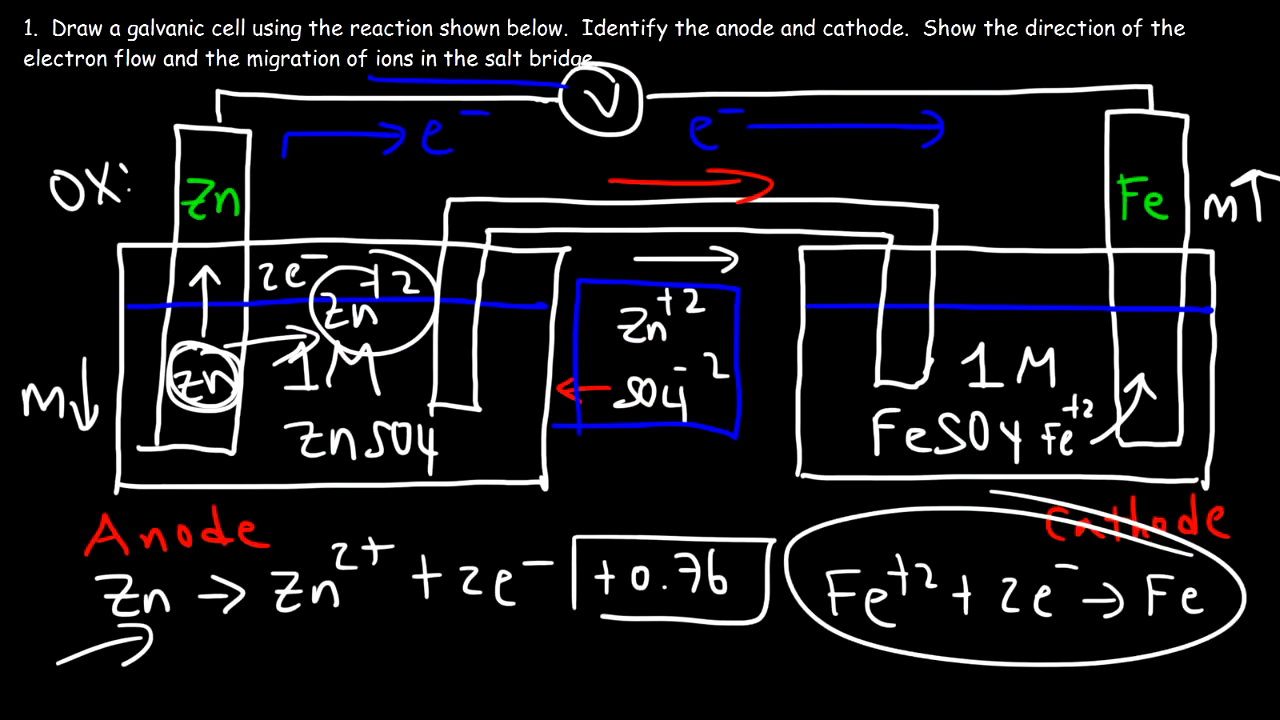 1. Draw a galvanic cell using the reaction shown below. Identify the anode and cathode. Show the direction of the
electron flow and the migration of ions in the salt bridge.
V
e⁻
e⁻
OX:
Zn
Fe
m↑
2e⁻
Zn⁺²
Zn⁺²
Zn
1M
SO4⁻²
1M
m↓
ZnSO4
FeSO4
Fe⁺²
Anode
Cathode
Zn → Zn²⁺ + 2e⁻ +0.76
Fe⁺² + 2e⁻ → Fe